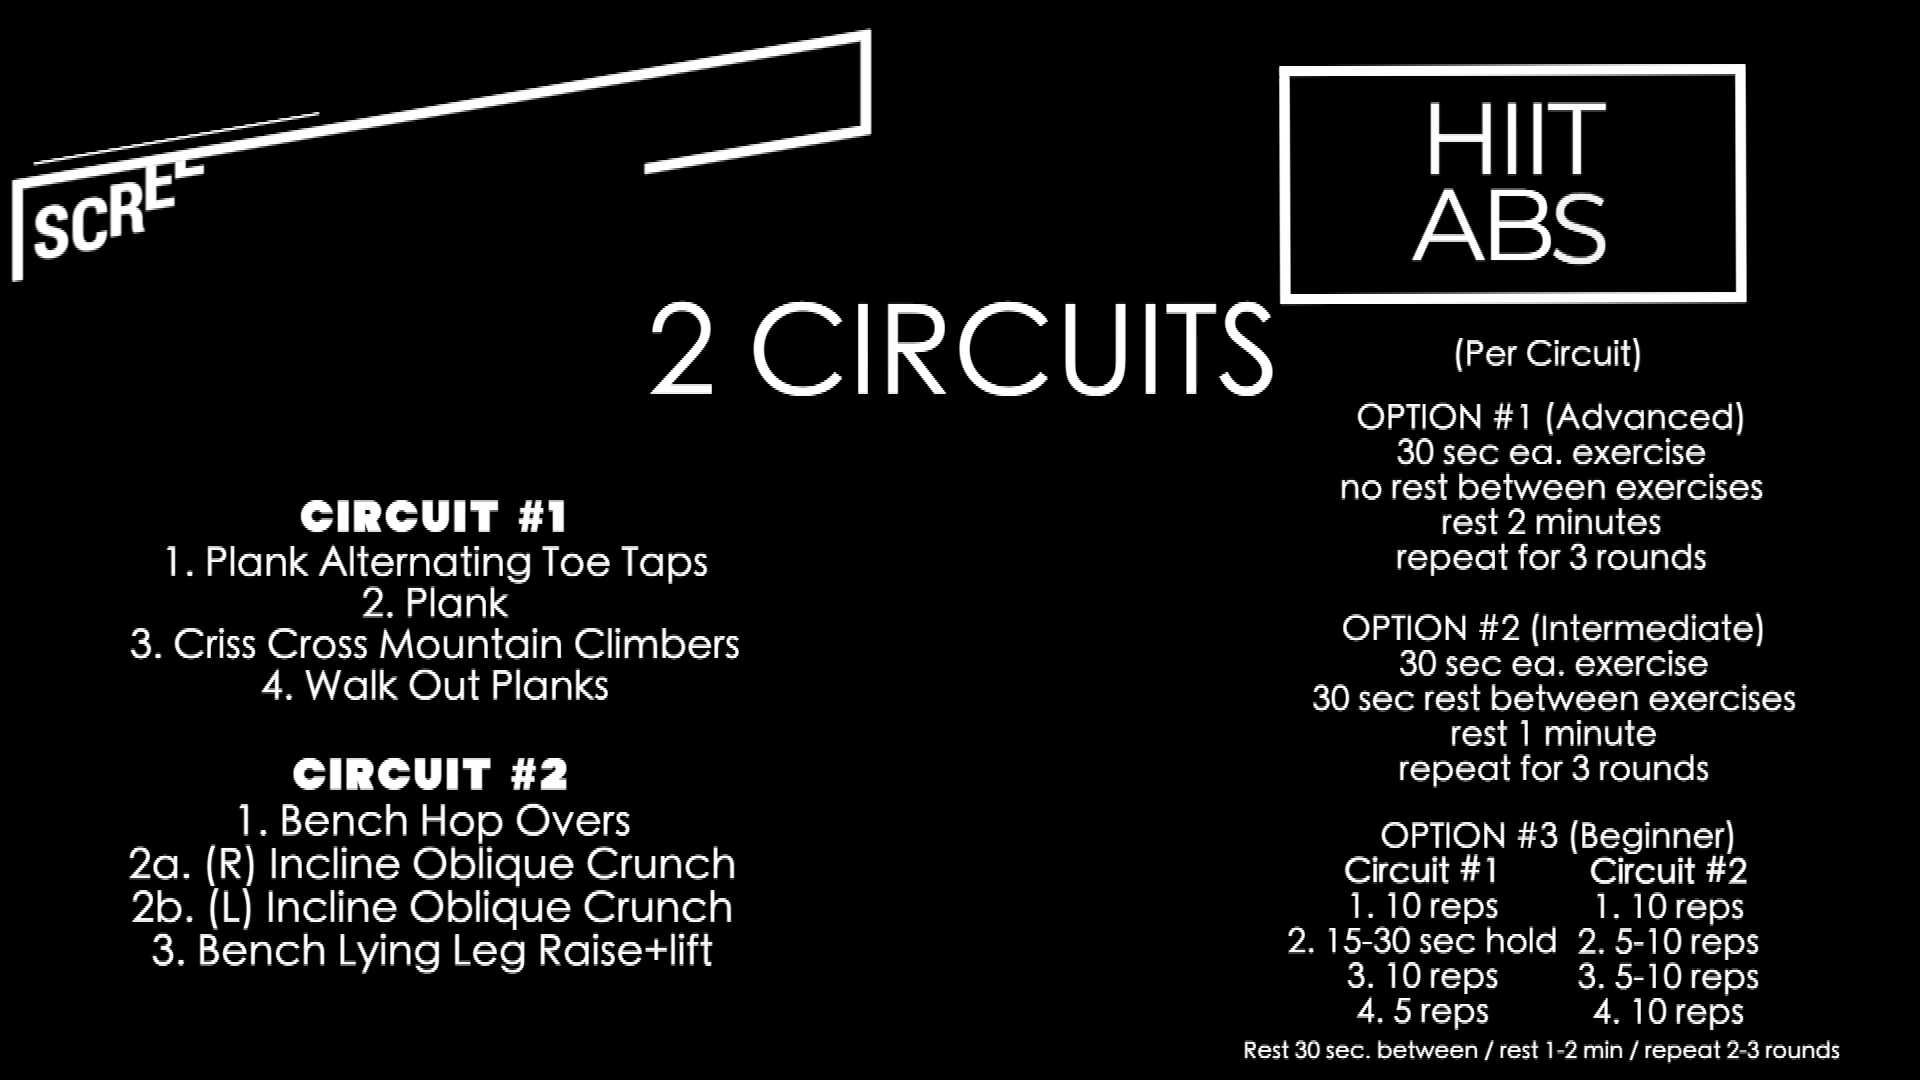 SCREE
HIIT
ABS
2 CIRCUITS
CIRCUIT #1
1. Plank Alternating Toe Taps
2. Plank
3. Criss Cross Mountain Climbers
4. Walk Out Planks
CIRCUIT #2
1. Bench Hop Overs
2a. (R) Incline Oblique Crunch
2b. (L) Incline Oblique Crunch
3. Bench Lying Leg Raise+lift
(Per Circuit)
OPTION #1 (Advanced)
30 sec ea. exercise
no rest between exercises
rest 2 minutes
repeat for 3 rounds
OPTION #2 (Intermediate)
30 sec ea. exercise
30 sec rest between exercises
rest 1 minute
repeat for 3 rounds
OPTION #3 (Beginner)
Circuit #1 Circuit #2
1. 10 reps 1. 10 reps
2. 15-30 sec hold 2. 5-10 reps
3. 10 reps 3. 5-10 reps
4. 5 reps 4. 10 reps
Rest 30 sec. between / rest 1-2 min / repeat 2-3 rounds